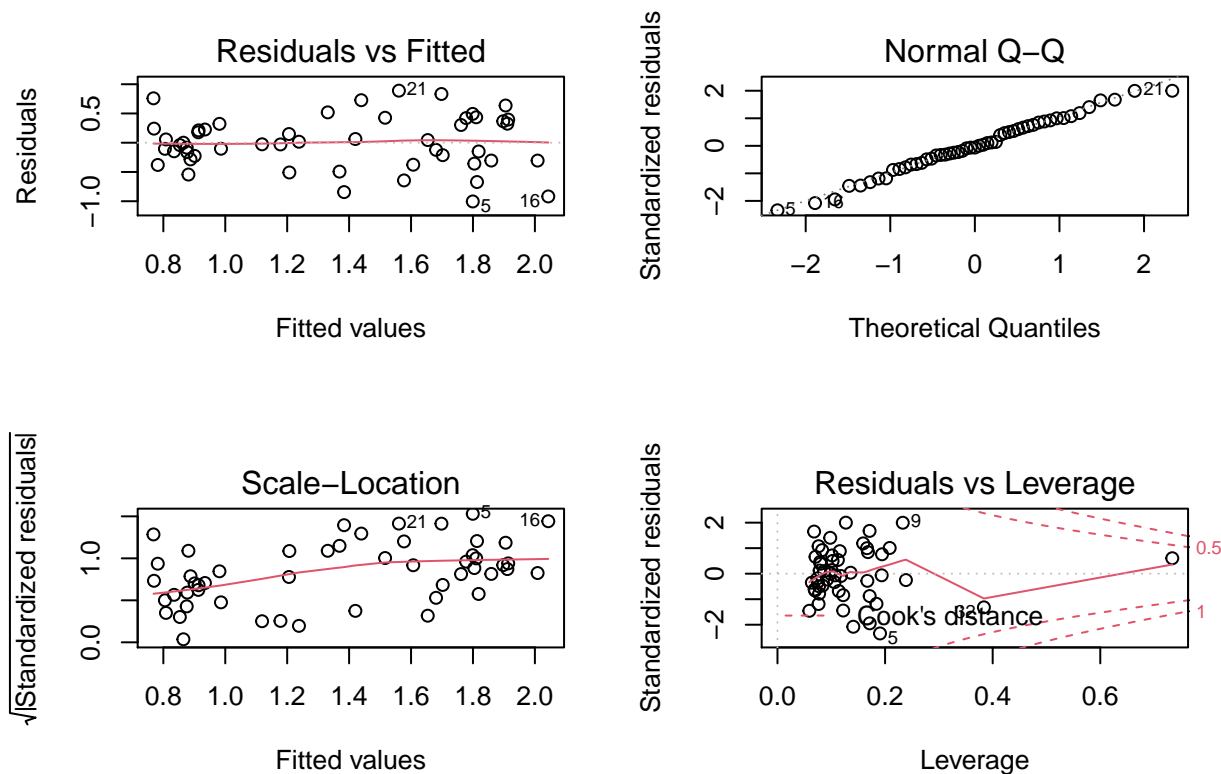 Residuals vs Fitted
Residuals
0.5
−1.0
21
5
16
0.8 1.0 1.2 1.4 1.6 1.8 2.0
Fitted values
Normal Q−Q
Standardized residuals
2
0
−2
21
5
16
−2 −1 0 1 2
Theoretical Quantiles
Scale−Location
√|Standardized residuals|
1.0
0.0
5
21
16
0.8 1.0 1.2 1.4 1.6 1.8 2.0
Fitted values
Residuals vs Leverage
Standardized residuals
2
0
−2
9
32
5
Cook's distance
0.5
1
0.0 0.2 0.4 0.6
Leverage